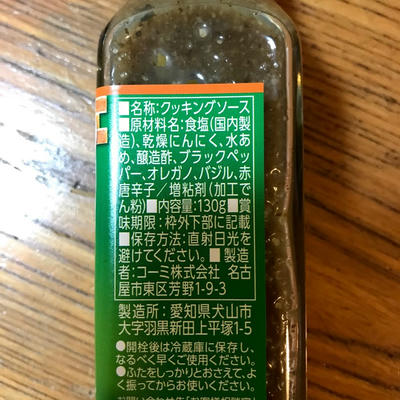 ■名称:クッキングソース
■原材料名:食塩(国内製
造)、乾燥にんにく、水あ
め、醸造酢、ブラックペッ
パー、オレガノ、バジル、赤
唐辛子/増粘剤(加工で
ん粉)■内容量:130g■賞
味期限:枠外下部に記載
■保存方法:直射日光を
避けてください。■製造
者:コーミ株式会社 名古
屋市東区芳野1-9-3
製造所:愛知県犬山市
大字羽黒新田上平塚1-5
●開栓後は冷蔵庫に保存し、
なるべく早くご使用ください。
●ふたをしっかりとおさえて、よ
く振ってからお使いください。